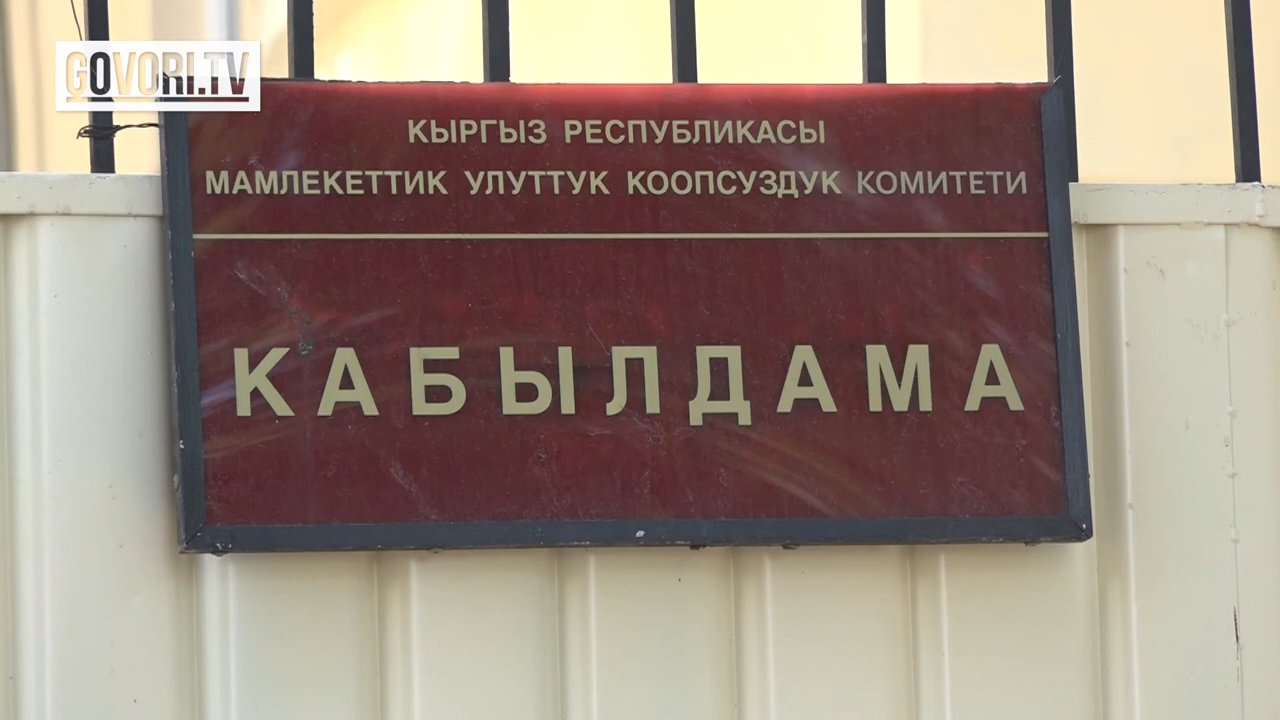 GOVORI.TV
КЫРГЫЗ РЕСПУБЛИКАСЫ
МАМЛЕКЕТТИК УЛУТТУК КООПСУЗДУК КОМИТЕТИ
КАБЫЛДАМА